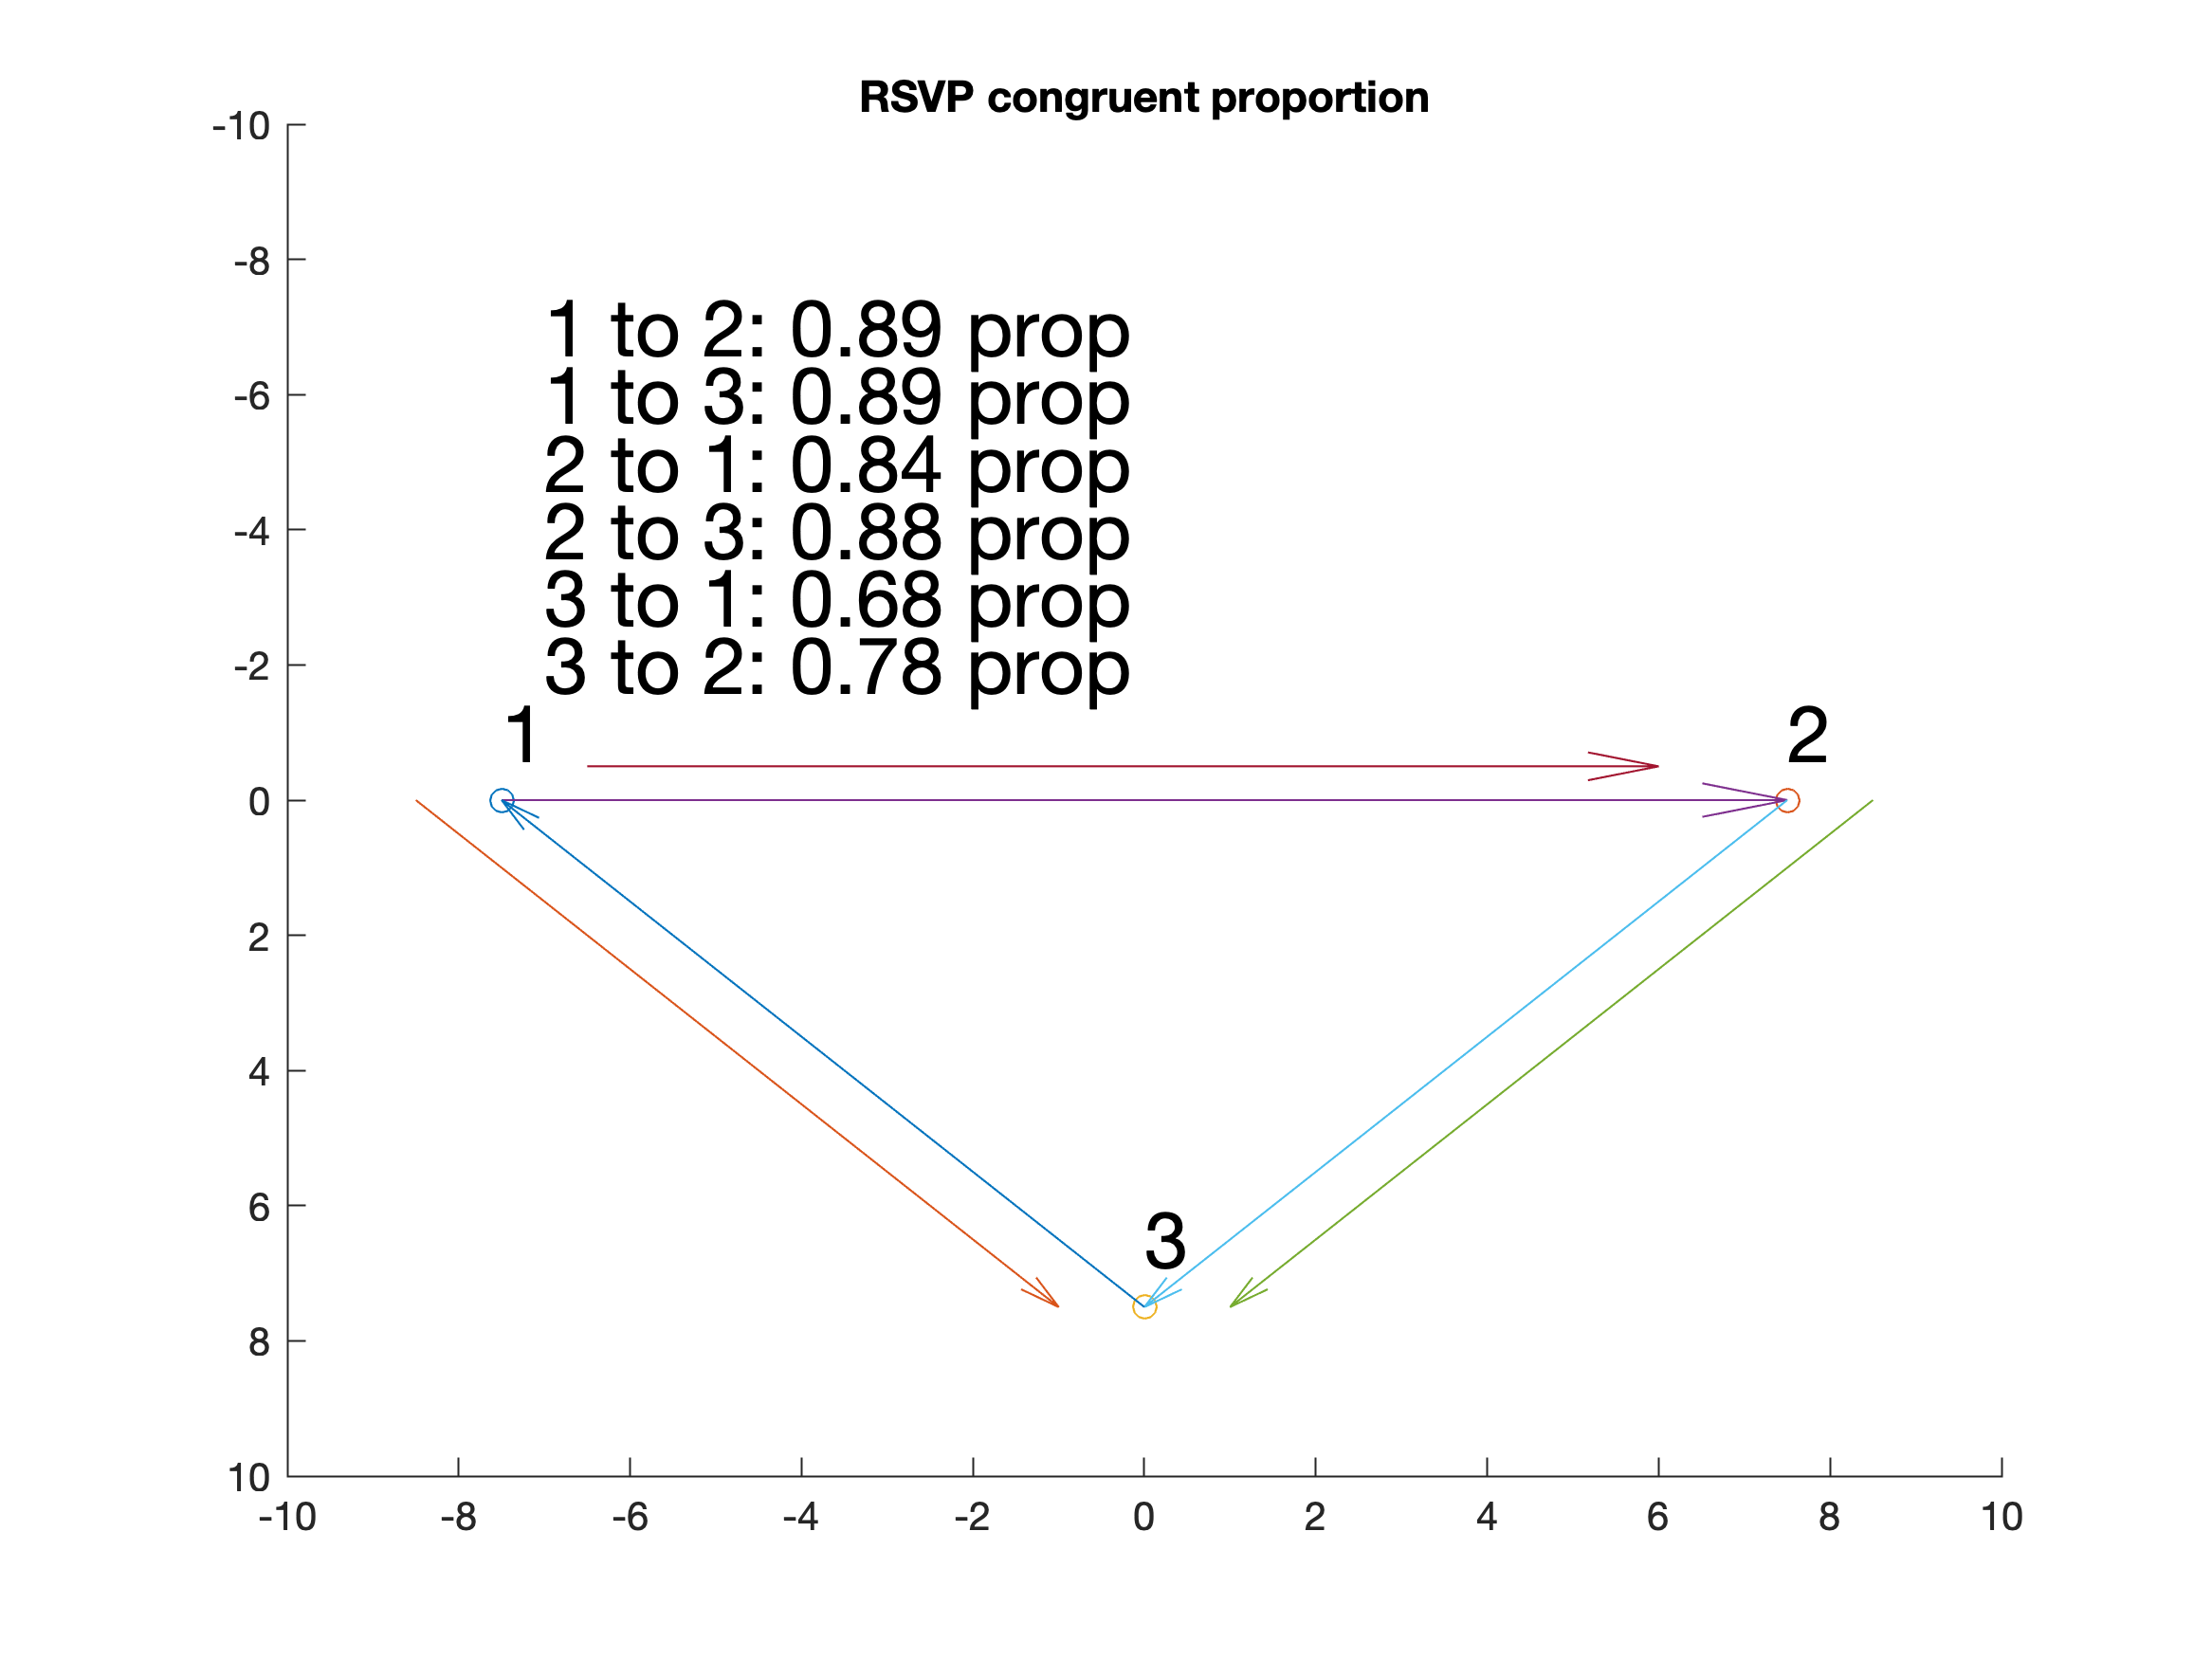 RSVP congruent proportion
-10
-8
1 to 2: 0.89 prop
-6
1 to 3: 0.89 prop
2 to 1: 0.84 prop
-4
2 to 3: 0.88 prop
3 to 1: 0.68 prop
-2
3 to 2: 0.78 prop
1
2
0
2
4
6
3
8
10
-10 -8 -6 -4 -2 0 2 4 6 8 10